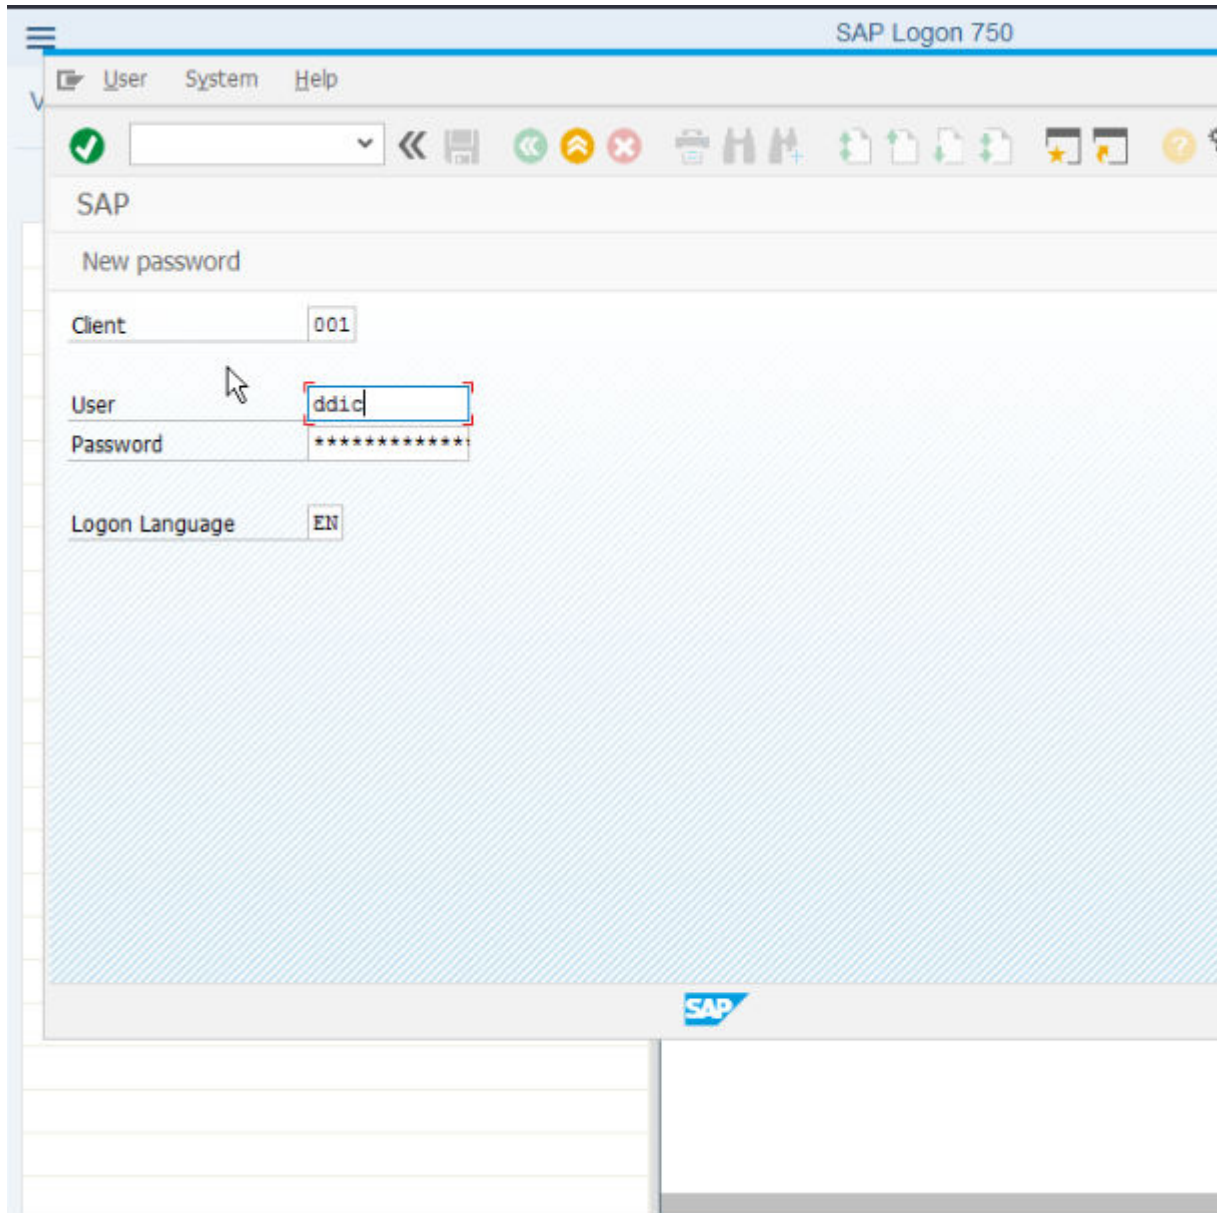 SAP Logon 750
User System Help
SAP
New password
Client 001
User ddic
Password *************
Logon Language EN
SAP